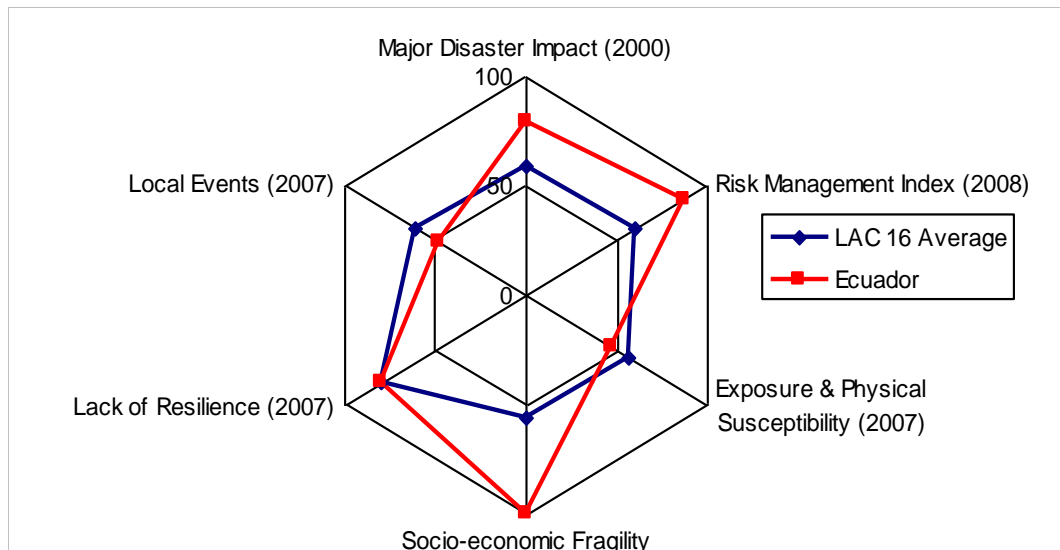 Major Disaster Impact (2000)
100
Local Events (2007)
50
Risk Management Index (2008)
LAC 16 Average
Ecuador
0
Lack of Resilience (2007)
Exposure & Physical
Susceptibility (2007)
Socio-economic Fragility